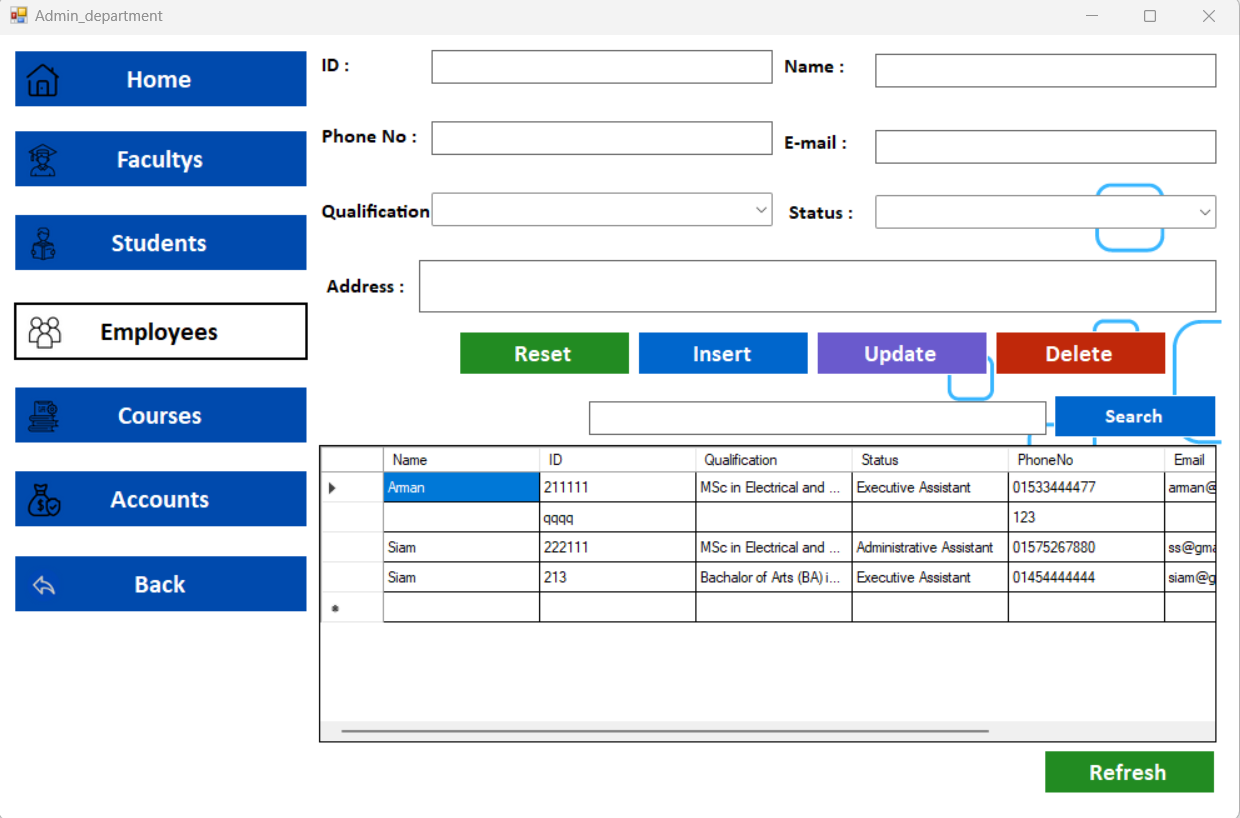 Admin_department
Home
Facultys
Students
Employees
Courses
Accounts
Back
ID :
Name :
Phone No :
E-mail :
Qualification
Status :
Address :
Reset Insert Update Delete
Search
Name ID Qualification Status PhoneNo Email
Arman 211111 MSc in Electrical and ... Executive Assistant 01533444477 arman@
qqqq 123
Siam 222111 MSc in Electrical and ... Administrative Assistant 01575267880 ss@gma
Siam 213 Bachalor of Arts (BA) i... Executive Assistant 01454444444 siam@g
Refresh